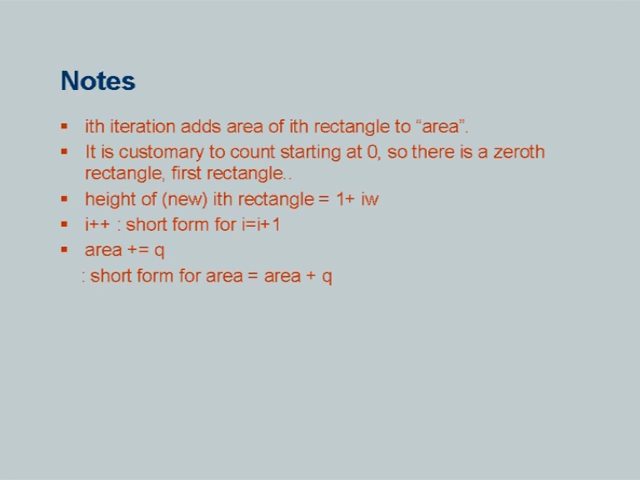 Notes
▪ ith iteration adds area of ith rectangle to “area”.
▪ It is customary to count starting at 0, so there is a zeroth
rectangle, first rectangle..
▪ height of (new) ith rectangle = 1+ iw
▪ i++ : short form for i=i+1
▪ area += q
: short form for area = area + q